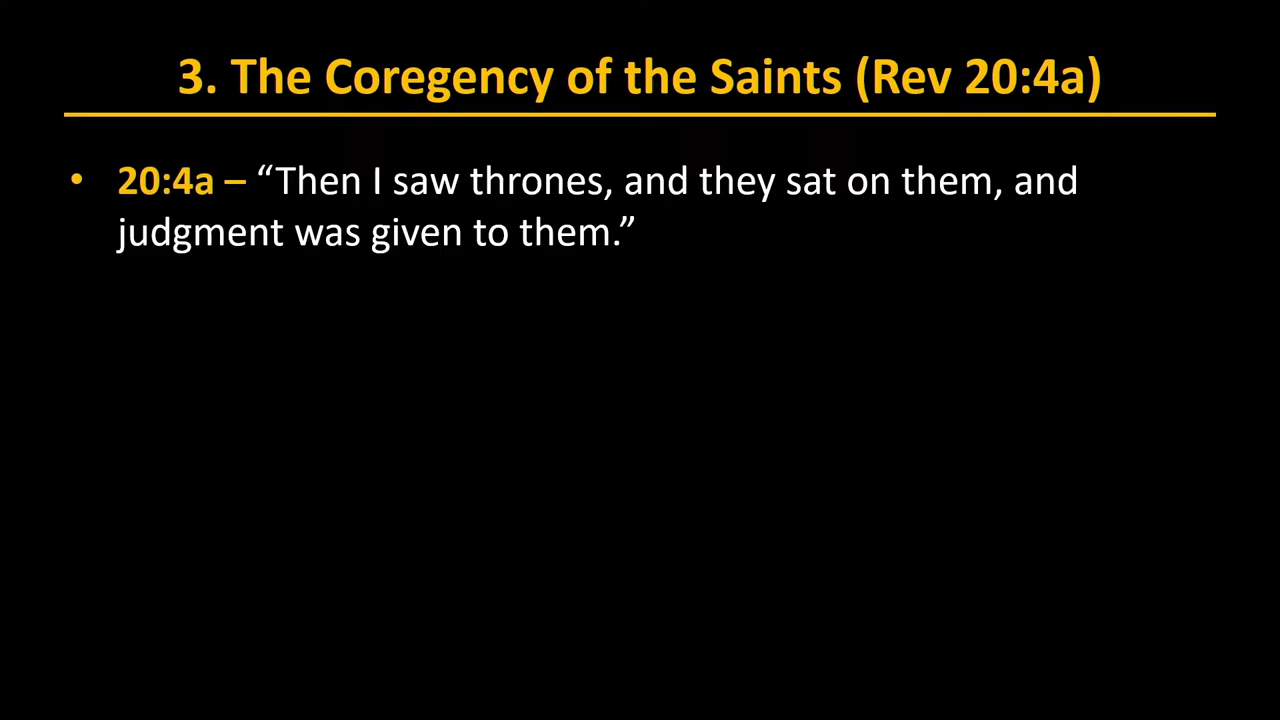 3. The Coregency of the Saints (Rev 20:4a)
• 20:4a – “Then I saw thrones, and they sat on them, and
judgment was given to them.”